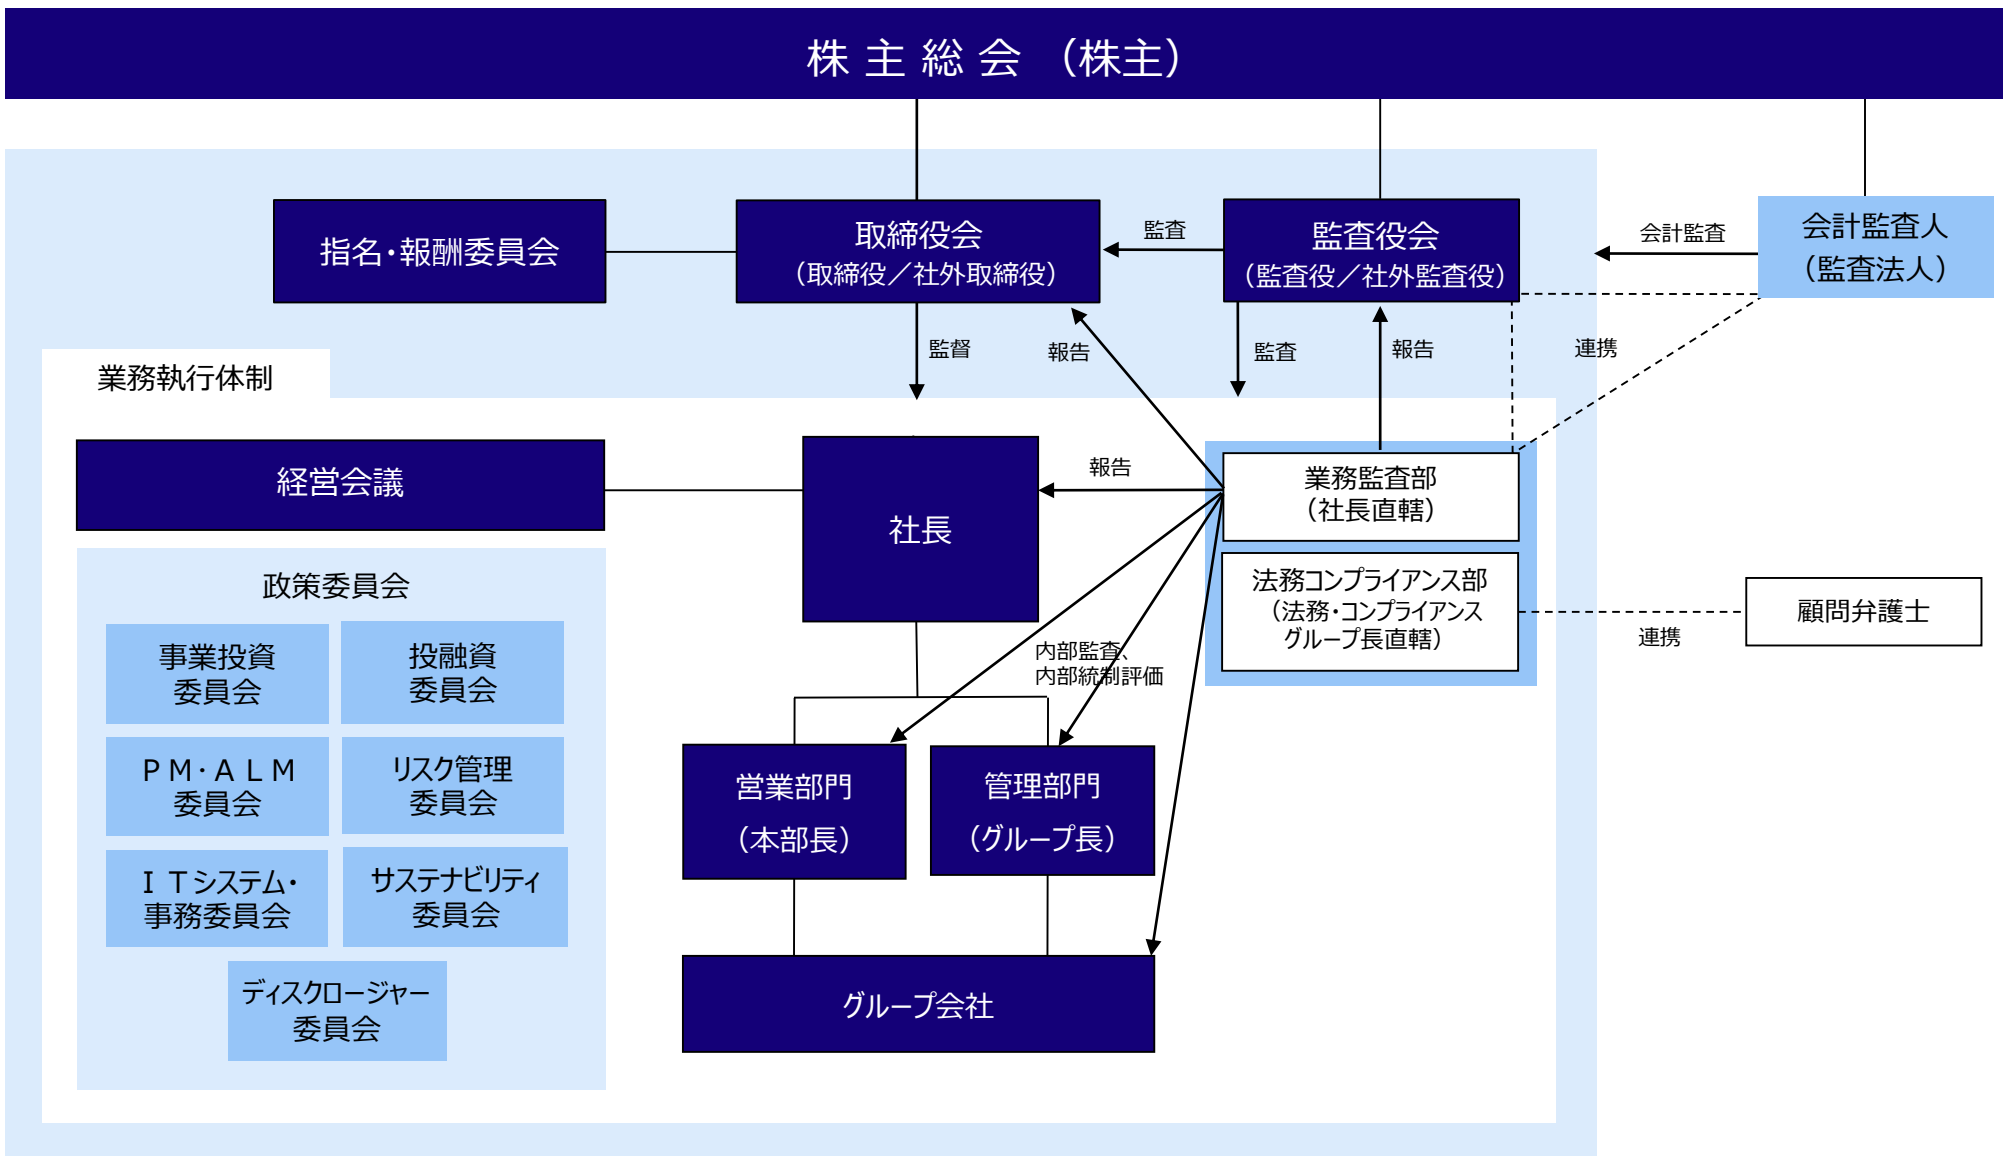 株 主 総 会 （株主）
指名・報酬委員会
取締役会
（取締役／社外取締役）
監査
監査役会
（監査役／社外監査役）
会計監査
会計監査人
（監査法人）
監督
報告
監査
報告
連携
業務執行体制
経営会議
社長
報告
業務監査部
（社長直轄）
法務コンプライアンス部
（法務・コンプライアンス
グループ長直轄）
連携
顧問弁護士
政策委員会
事業投資
委員会
投融資
委員会
ＰＭ・ＡＬＭ
委員会
リスク管理
委員会
ＩＴシステム・
事務委員会
サステナビリティ
委員会
ディスクロージャー
委員会
内部監査、
内部統制評価
営業部門
（本部長）
管理部門
（グループ長）
グループ会社